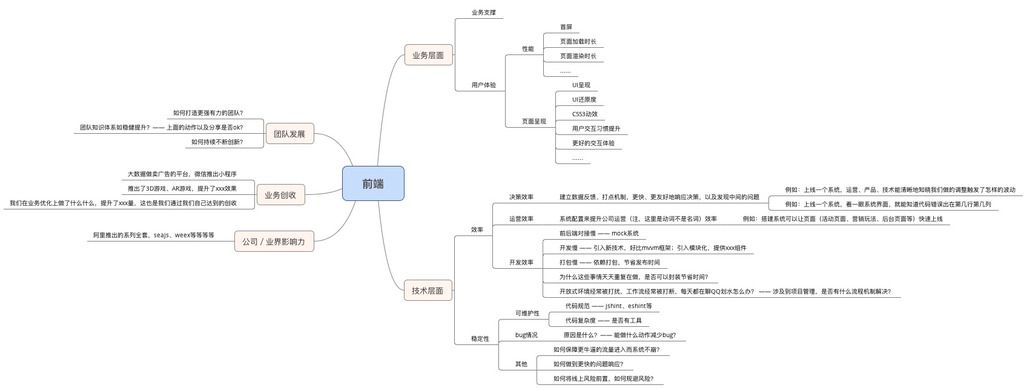 前端
业务层面
业务支撑
用户体验
性能
首屏
页面加载时长
页面渲染时长
......
页面呈现
UI呈现
UI还原度
CSS3动效
用户交互习惯提升
更好的交互体验
......
技术层面
效率
决策效率
建立数据反馈，打点机制，更快、更友好地响应决策，以及发现中间的问题
例如：上线一个系统，运营、产品、技术能清晰地知晓我们做的调整触发了怎样的波动
例如：上线一个系统，看一眼系统界面，就能知道代码错误出在第几行第几列
运营效率
系统配置来提升公司运营（注，这里是动词不是名词）效率
例如：搭建系统可以让页面（活动页面、营销玩法、后台页面等）快速上线
开发效率
前后端对接慢 —— mock系统
开发慢 —— 引入新技术，好比mvvm框架；引入模块化，提供xxx组件
打包慢 —— 依赖打包，节省发布时间
为什么这些事情天天重复在做，是否可以封装节省时间？
开放式环境经常被打扰，工作流经常被打断，每天都在聊QQ划水怎么办？ —— 涉及到项目管理，是否有什么流程机制解决？
稳定性
可维护性
代码规范 —— jshint、eslint等
代码复杂度 —— 是否有工具
bug情况
原因是什么？—— 能做什么动作减少bug？
其他
如何保障更牛逼的流量进入而系统不崩？
如何做到更快的问题响应？
如何将线上风险前置，如何规避风险？
团队发展
如何打造更强有力的团队？
团队知识体系如稳健提升？—— 上面的动作以及分享是否ok？
如何持续不断创新？
业务创收
大数据做卖广告的平台，微信推出小程序
推出了3D游戏、AR游戏，提升了xxx效果
我们在业务优化上做了什么什么，提升了xxx量，这也是我们通过我们自己达到的创收
公司 / 业界影响力
阿里推出的系列全套，seajs、weex等等等等